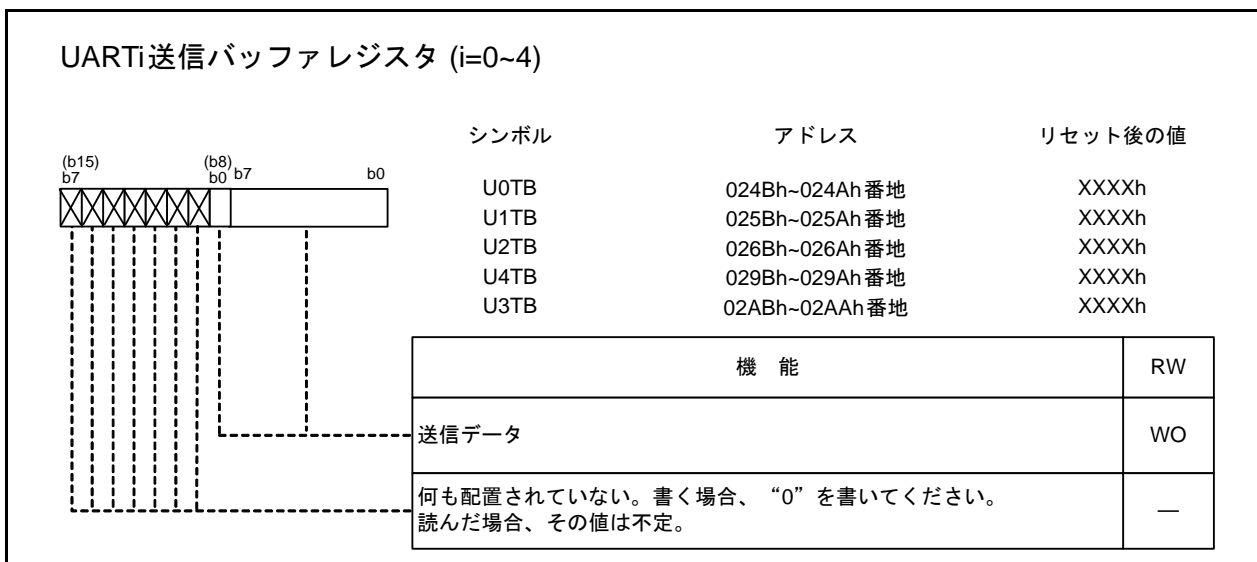 UARTi送信バッファレジスタ (i=0~4)
シンボル アドレス リセット後の値
(b15) (b8)
b7 b0 b7 b0
U0TB 024Bh~024Ah番地 XXXXh
U1TB 025Bh~025Ah番地 XXXXh
U2TB 026Bh~026Ah番地 XXXXh
U4TB 029Bh~029Ah番地 XXXXh
U3TB 02ABh~02AAh番地 XXXXh
機 能 RW
送信データ WO
何も配置されていない。書く場合、“0”を書いてください。
読んだ場合、その値は不定。 —